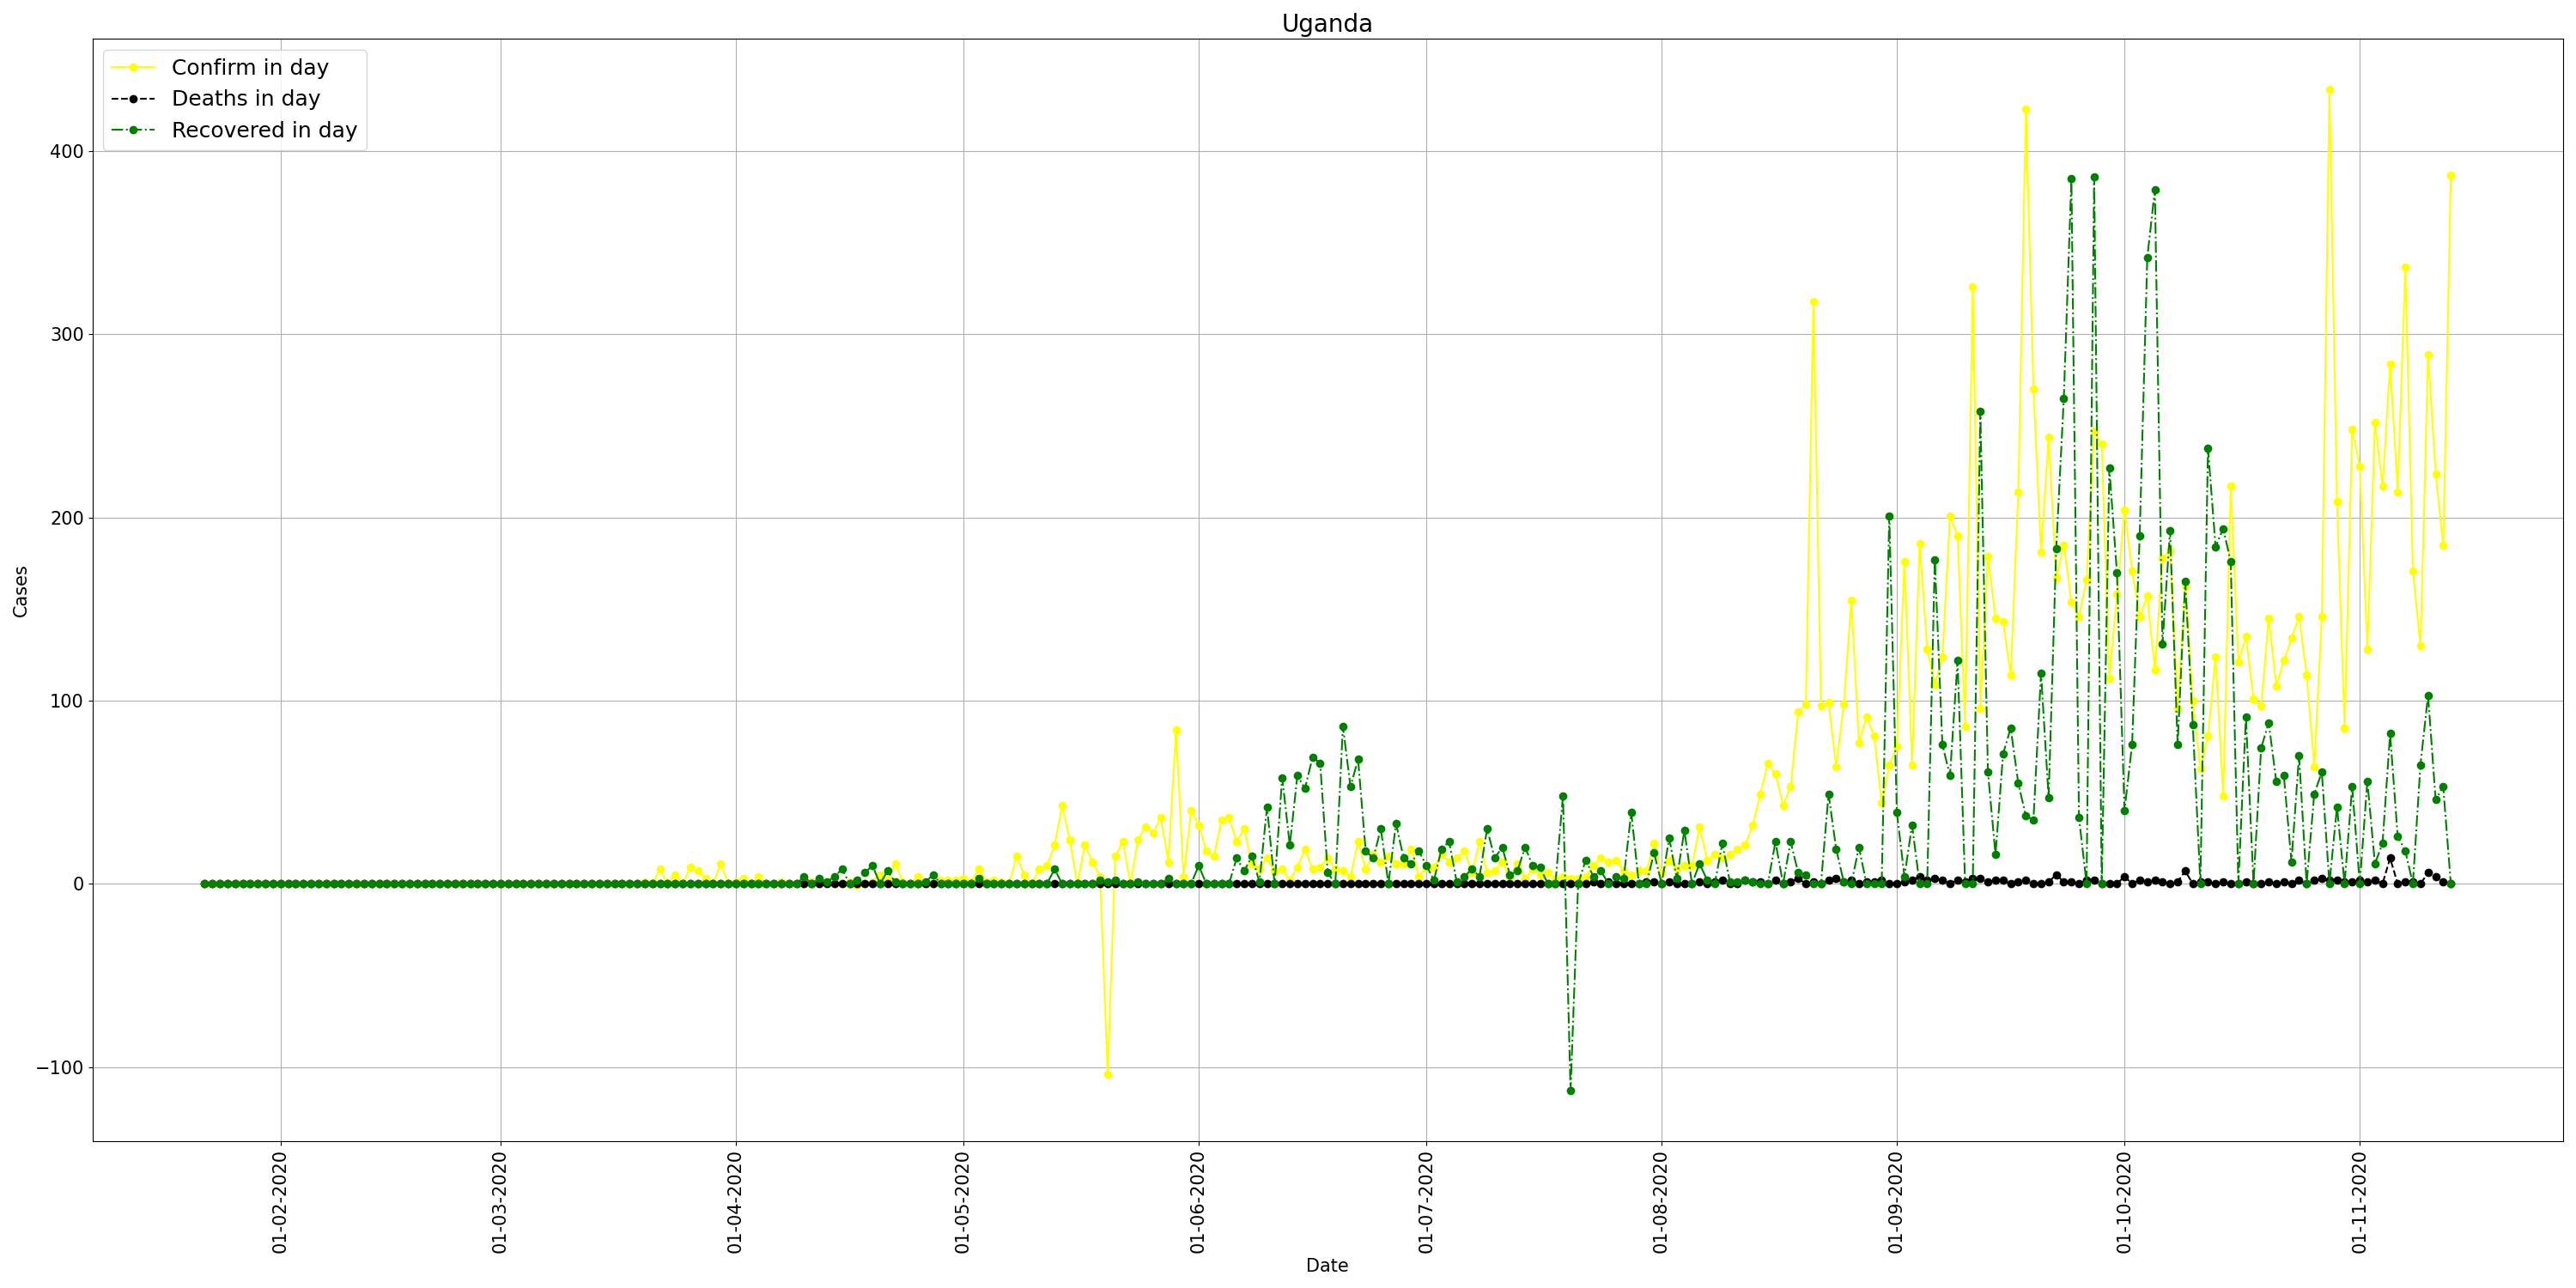 Uganda
Confirm in day
Deaths in day
Recovered in day
400
300
200
100
0
−100
Cases
01-02-2020
01-03-2020
01-04-2020
01-05-2020
01-06-2020
01-07-2020
01-08-2020
01-09-2020
01-10-2020
01-11-2020
Date